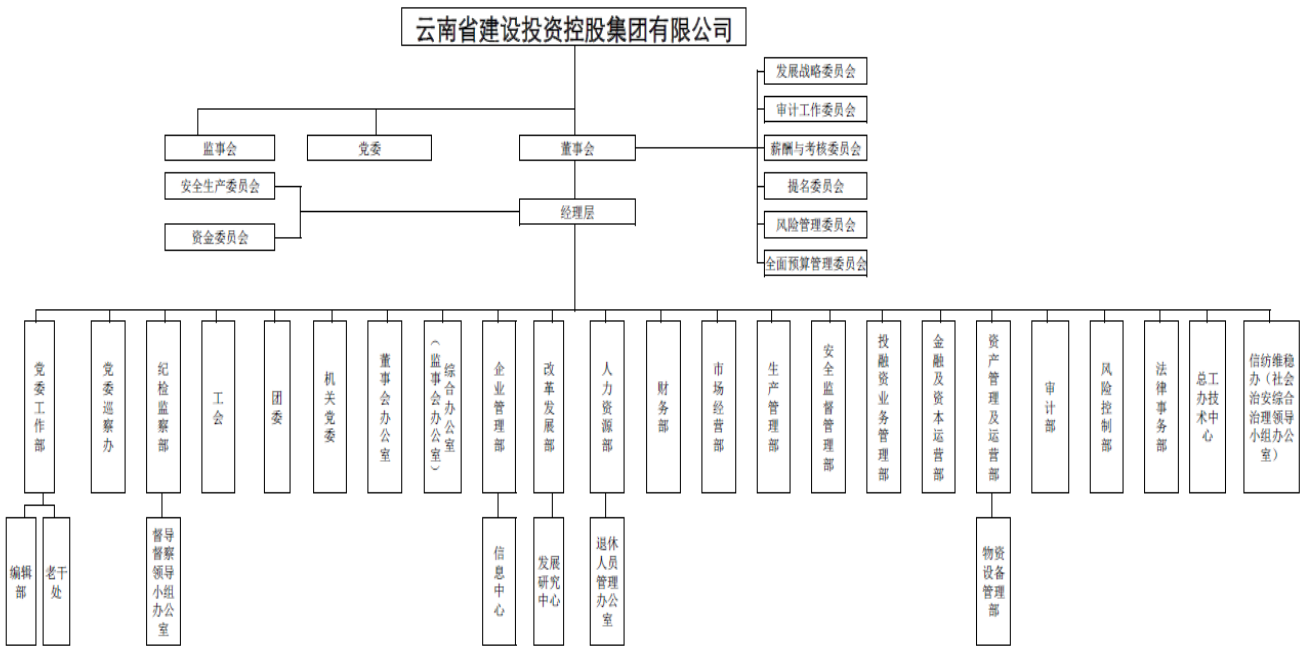 云南省建设投资控股集团有限公司
发展战略委员会
审计工作委员会
监事会
党委
董事会
薪酬与考核委员会
安全生产委员会
提名委员会
经理层
风险管理委员会
资金委员会
全面预算管理委员会
党委工作部
党委巡察办
纪检监察部
工会
团委
机关党委
董事会办公室
综合办公室
（监事会办公室）
企业管理部
改革发展部
人力资源部
财务部
市场经营部
生产管理部
安全监督管理部
投融资业务管理部
金融及资本运营部
资产管理及运营部
审计部
风险控制部
法律事务部
总工
办技
术中
心
信纺维稳
办（社会
治安综合
治理领导
小组办公
室）
编辑
部
老干
处
督导
督察
领导
小组
办公
室
信息中心
发展
研究
中心
退休
人员
管理
办公
室
物资
设备
管理
部